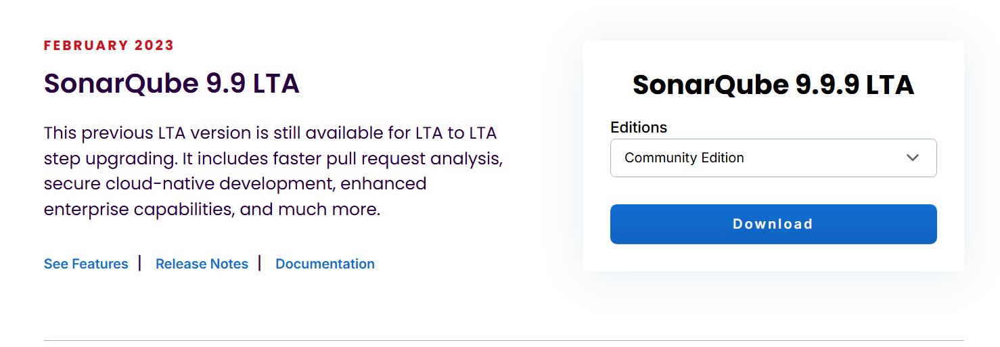 FEBRUARY 2023
SonarQube 9.9 LTA
This previous LTA version is still available for LTA to LTA
step upgrading. It includes faster pull request analysis,
secure cloud-native development, enhanced
enterprise capabilities, and much more.
See Features | Release Notes | Documentation
SonarQube 9.9.9 LTA
Editions
Community Edition
Download